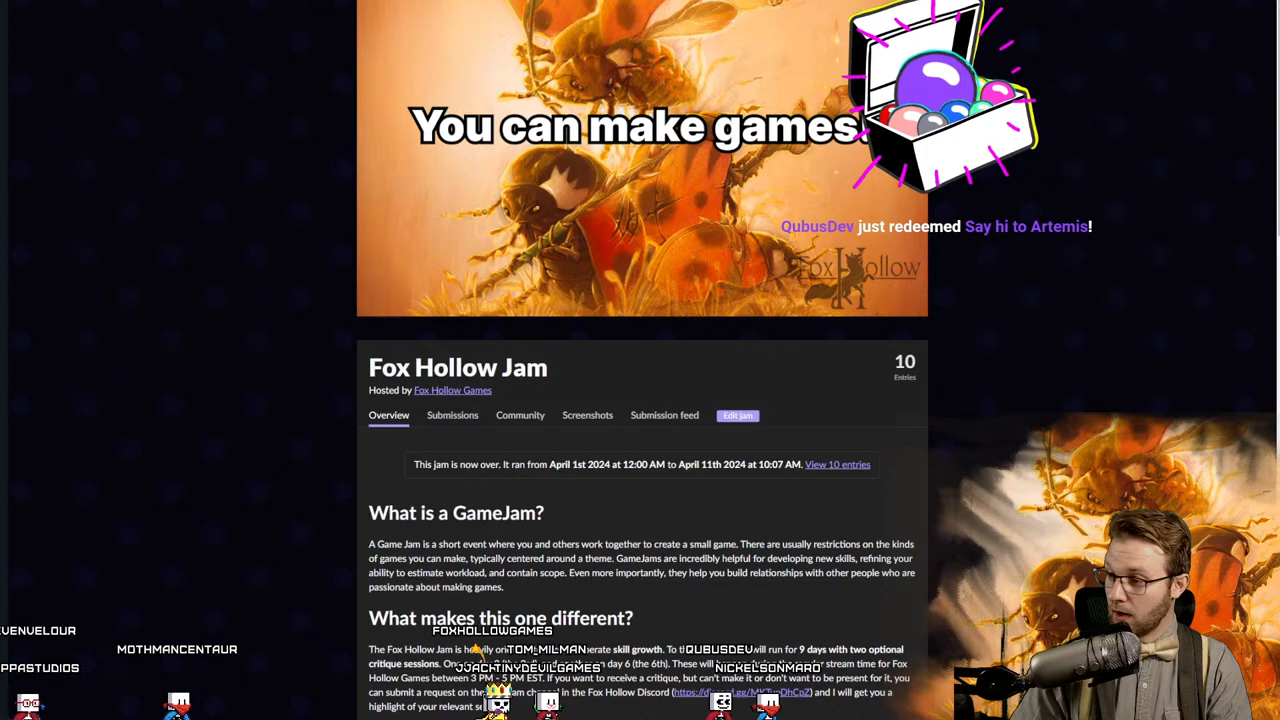 You can make games.
QubusDev just redeemed Say hi to Artemis!
Fox Hollow
Fox Hollow Jam
10
Entries
Hosted by Fox Hollow Games
Overview Submissions Community Screenshots Submission feed Edit jam
This jam is now over. It ran from April 1st 2024 at 12:00 AM to April 11th 2024 at 10:07 AM. View 10 entries
What is a GameJam?
A Game Jam is a short event where you and others work together to create a small game. There are usually restrictions on the kinds
of games you can make, typically centered around a theme. GameJams are incredibly helpful for developing new skills, refining your
ability to estimate workload, and contain scope. Even more importantly, they help you build relationships with other people who are
passionate about making games.
What makes this one different?
The Fox Hollow Jam is skill growth. will run for 9 days with two optional
critique sessions. day 6 (the 6th). These will stream time for Fox
Hollow Games between 3 PM - 5 PM EST. If you want to receive a critique, but can't make it or don't want to be present for it, you
can submit a request on the channel in the Fox Hollow Discord and I will get you a
highlight of your relevant
VENVELOUR
MOTHMANCENTAUR
PPASTUDIOS
FOXHOLLOWGAMES
TOM_MILMAN
QUBUSDEV
JJACTINYDEVILGAMES
NICKELSONMARO